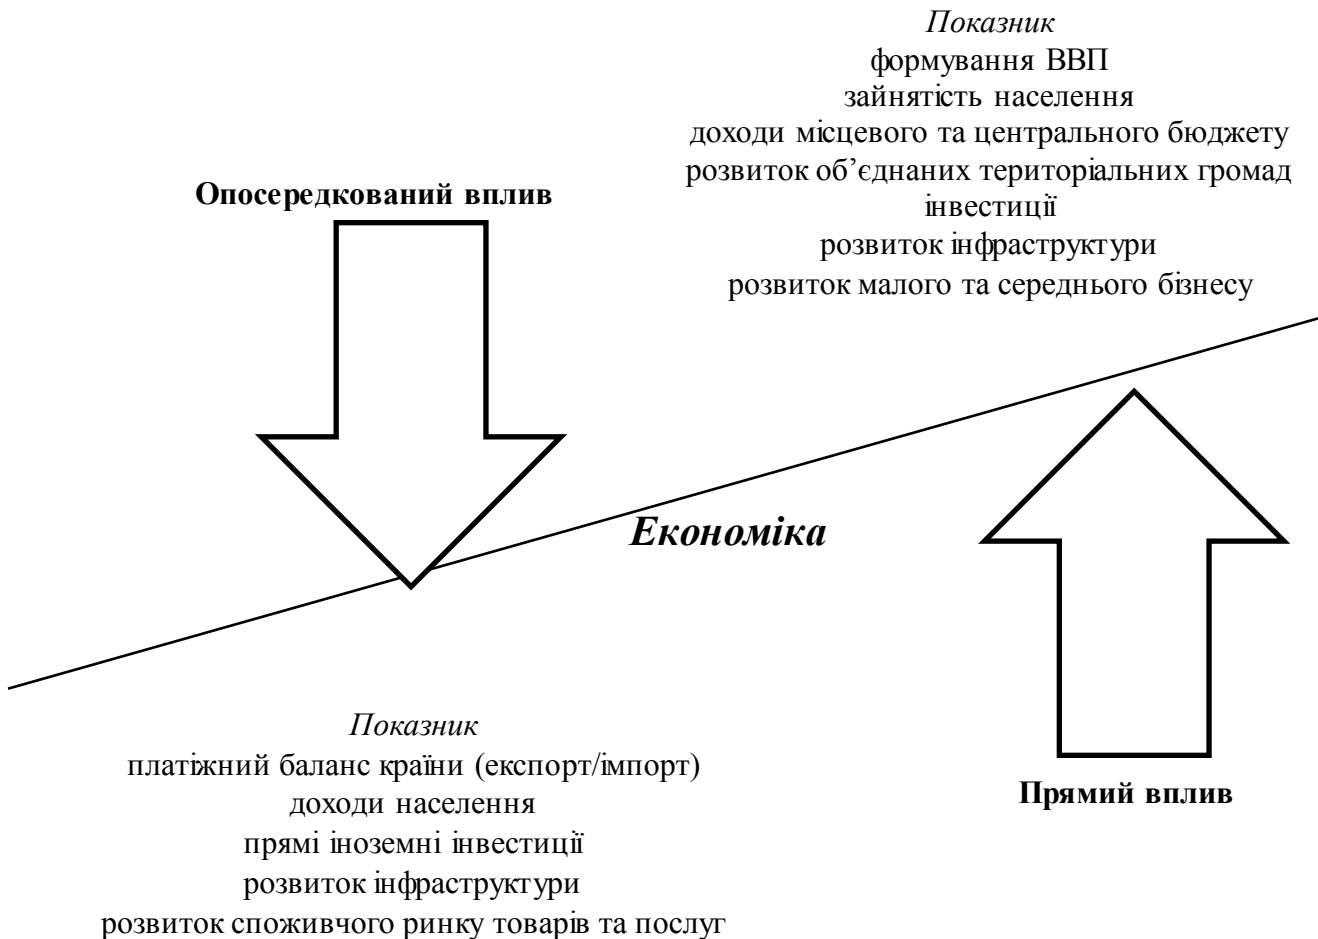 Показник
формування ВВП
зайнятість населення
доходи місцевого та центрального бюджету
розвиток об’єднаних територіальних громад
інвестиції
розвиток інфраструктури
розвиток малого та середнього бізнесу
Опосередкований вплив
Економіка
Показник
платіжний баланс країни (експорт/імпорт)
доходи населення
прямі іноземні інвестиції
розвиток інфраструктури
розвиток споживчого ринку товарів та послуг
Прямий вплив